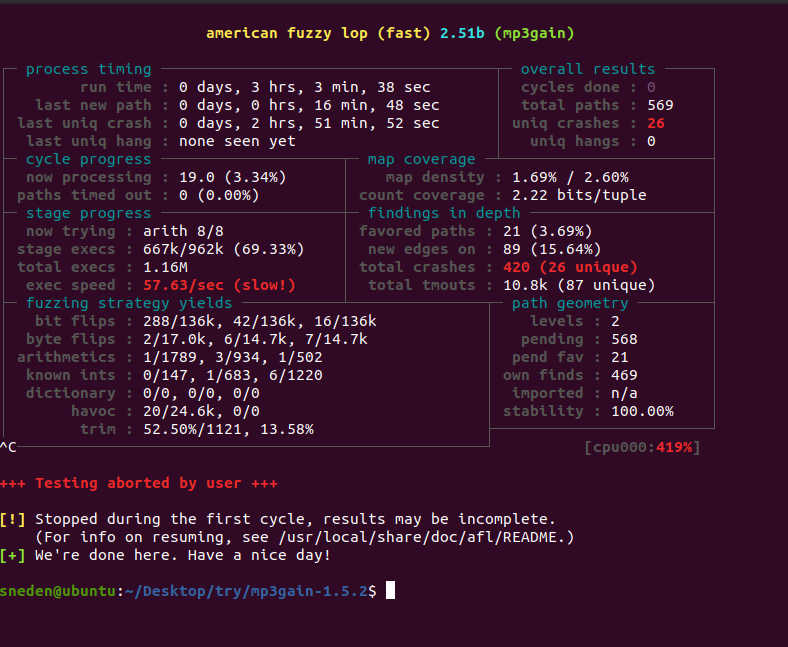 american fuzzy lop (fast) 2.51b (mp3gain)
process timing overall results
run time : 0 days, 3 hrs, 3 min, 38 sec cycles done : 0
last new path : 0 days, 0 hrs, 16 min, 48 sec total paths : 569
last uniq crash : 0 days, 2 hrs, 51 min, 52 sec uniq crashes : 26
last uniq hang : none seen yet uniq hangs : 0
cycle progress map coverage
now processing : 19.0 (3.34%) map density : 1.69% / 2.60%
paths timed out : 0 (0.00%) count coverage : 2.22 bits/tuple
stage progress findings in depth
now trying : arith 8/8 favored paths : 21 (3.69%)
stage execs : 667k/962k (69.33%) new edges on : 89 (15.64%)
total execs : 1.16M total crashes : 420 (26 unique)
exec speed : 57.63/sec (slow!) total tmouts : 10.8k (87 unique)
fuzzing strategy yields path geometry
bit flips : 288/136k, 42/136k, 16/136k levels : 2
byte flips : 2/17.0k, 6/14.7k, 7/14.7k pending : 568
arithmetics : 1/1789, 3/934, 1/502 pend fav : 21
known ints : 0/147, 1/683, 6/1220 own finds : 469
dictionary : 0/0, 0/0, 0/0 imported : n/a
havoc : 20/24.6k, 0/0 stability : 100.00%
trim : 52.50%/1121, 13.58%
^C [cpu000:419%]
+++ Testing aborted by user +++
[!] Stopped during the first cycle, results may be incomplete.
(For info on resuming, see /usr/local/share/doc/afl/README.)
[+] We're done here. Have a nice day!
sneden@ubuntu:~/Desktop/try/mp3gain-1.5.2$